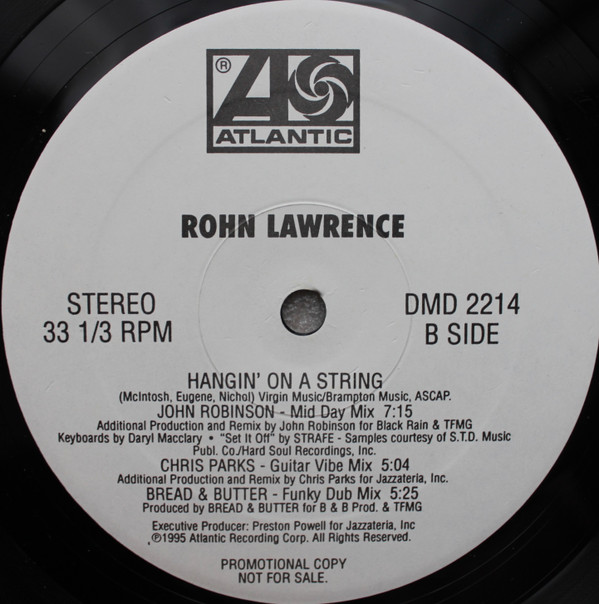 ®
ATLANTIC
ROHN LAWRENCE
STEREO
33 1/3 RPM
DMD 2214
B SIDE
HANGIN' ON A STRING
(McIntosh, Eugene, Nichol) Virgin Music/Brampton Music, ASCAP.
JOHN ROBINSON - Mid Day Mix 7:15
Additional Production and Remix by John Robinson for Black Rain & TFMG
Keyboards by Daryl Macclary • "Set It Off" by STRAFE - Samples courtesy of S.T.D. Music
Publ. Co./Hard Soul Recordings, Inc.
CHRIS PARKS - Guitar Vibe Mix 5:04
Additional Production and Remix by Chris Parks for Jazzateria, Inc.
BREAD & BUTTER - Funky Dub Mix 5:25
Produced by BREAD & BUTTER for B & B Prod. & TFMG
Executive Producer: Preston Powell for Jazzateria, Inc
℗1995 Atlantic Recording Corp. All Rights Reserved.
PROMOTIONAL COPY
NOT FOR SALE.